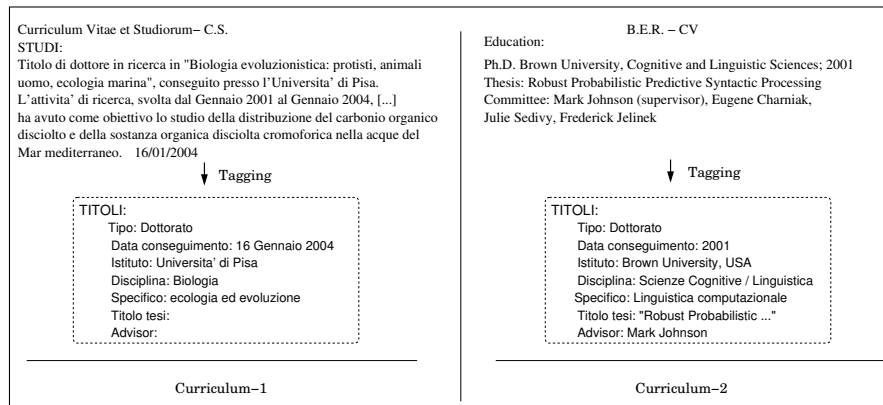 Curriculum Vitae et Studiorum– C.S.
STUDI:
Titolo di dottore in ricerca in "Biologia evoluzionistica: protisti, animali
uomo, ecologia marina", conseguito presso l'Universita' di Pisa.
L'attivita' di ricerca, svolta dal Gennaio 2001 al Gennaio 2004, [...]
ha avuto come obiettivo lo studio della distribuzione del carbonio organico
disciolto e della sostanza organica disciolta cromoforica nella acque del
Mar mediterraneo. 16/01/2004
Tagging
TITOLI:
Tipo: Dottorato
Data conseguimento: 16 Gennaio 2004
Istituto: Universita' di Pisa
Disciplina: Biologia
Specifico: ecologia ed evoluzione
Titolo tesi:
Advisor:
Curriculum–1
B.E.R. – CV
Education:
Ph.D. Brown University, Cognitive and Linguistic Sciences; 2001
Thesis: Robust Probabilistic Predictive Syntactic Processing
Committee: Mark Johnson (supervisor), Eugene Charniak,
Julie Sedivy, Frederick Jelinek
Tagging
TITOLI:
Tipo: Dottorato
Data conseguimento: 2001
Istituto: Brown University, USA
Disciplina: Scienze Cognitive / Linguistica
Specifico: Linguistica computazionale
Titolo tesi: "Robust Probabilistic ..."
Advisor: Mark Johnson
Curriculum–2